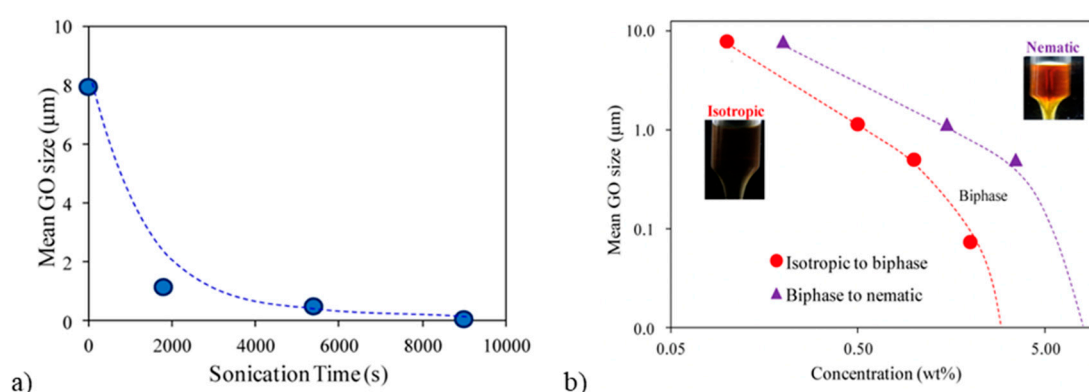 10
8
6
4
2
0
0
2000
4000
6000
8000
10000
Mean GO size (μm)
Sonication Time (s)
a)
10.0
1.0
0.1
0.0
0.05
0.50
5.00
Mean GO size (μm)
Concentration (wt%)
Isotropic
Nematic
Biphase
Isotropic to biphase
Biphase to nematic
b)